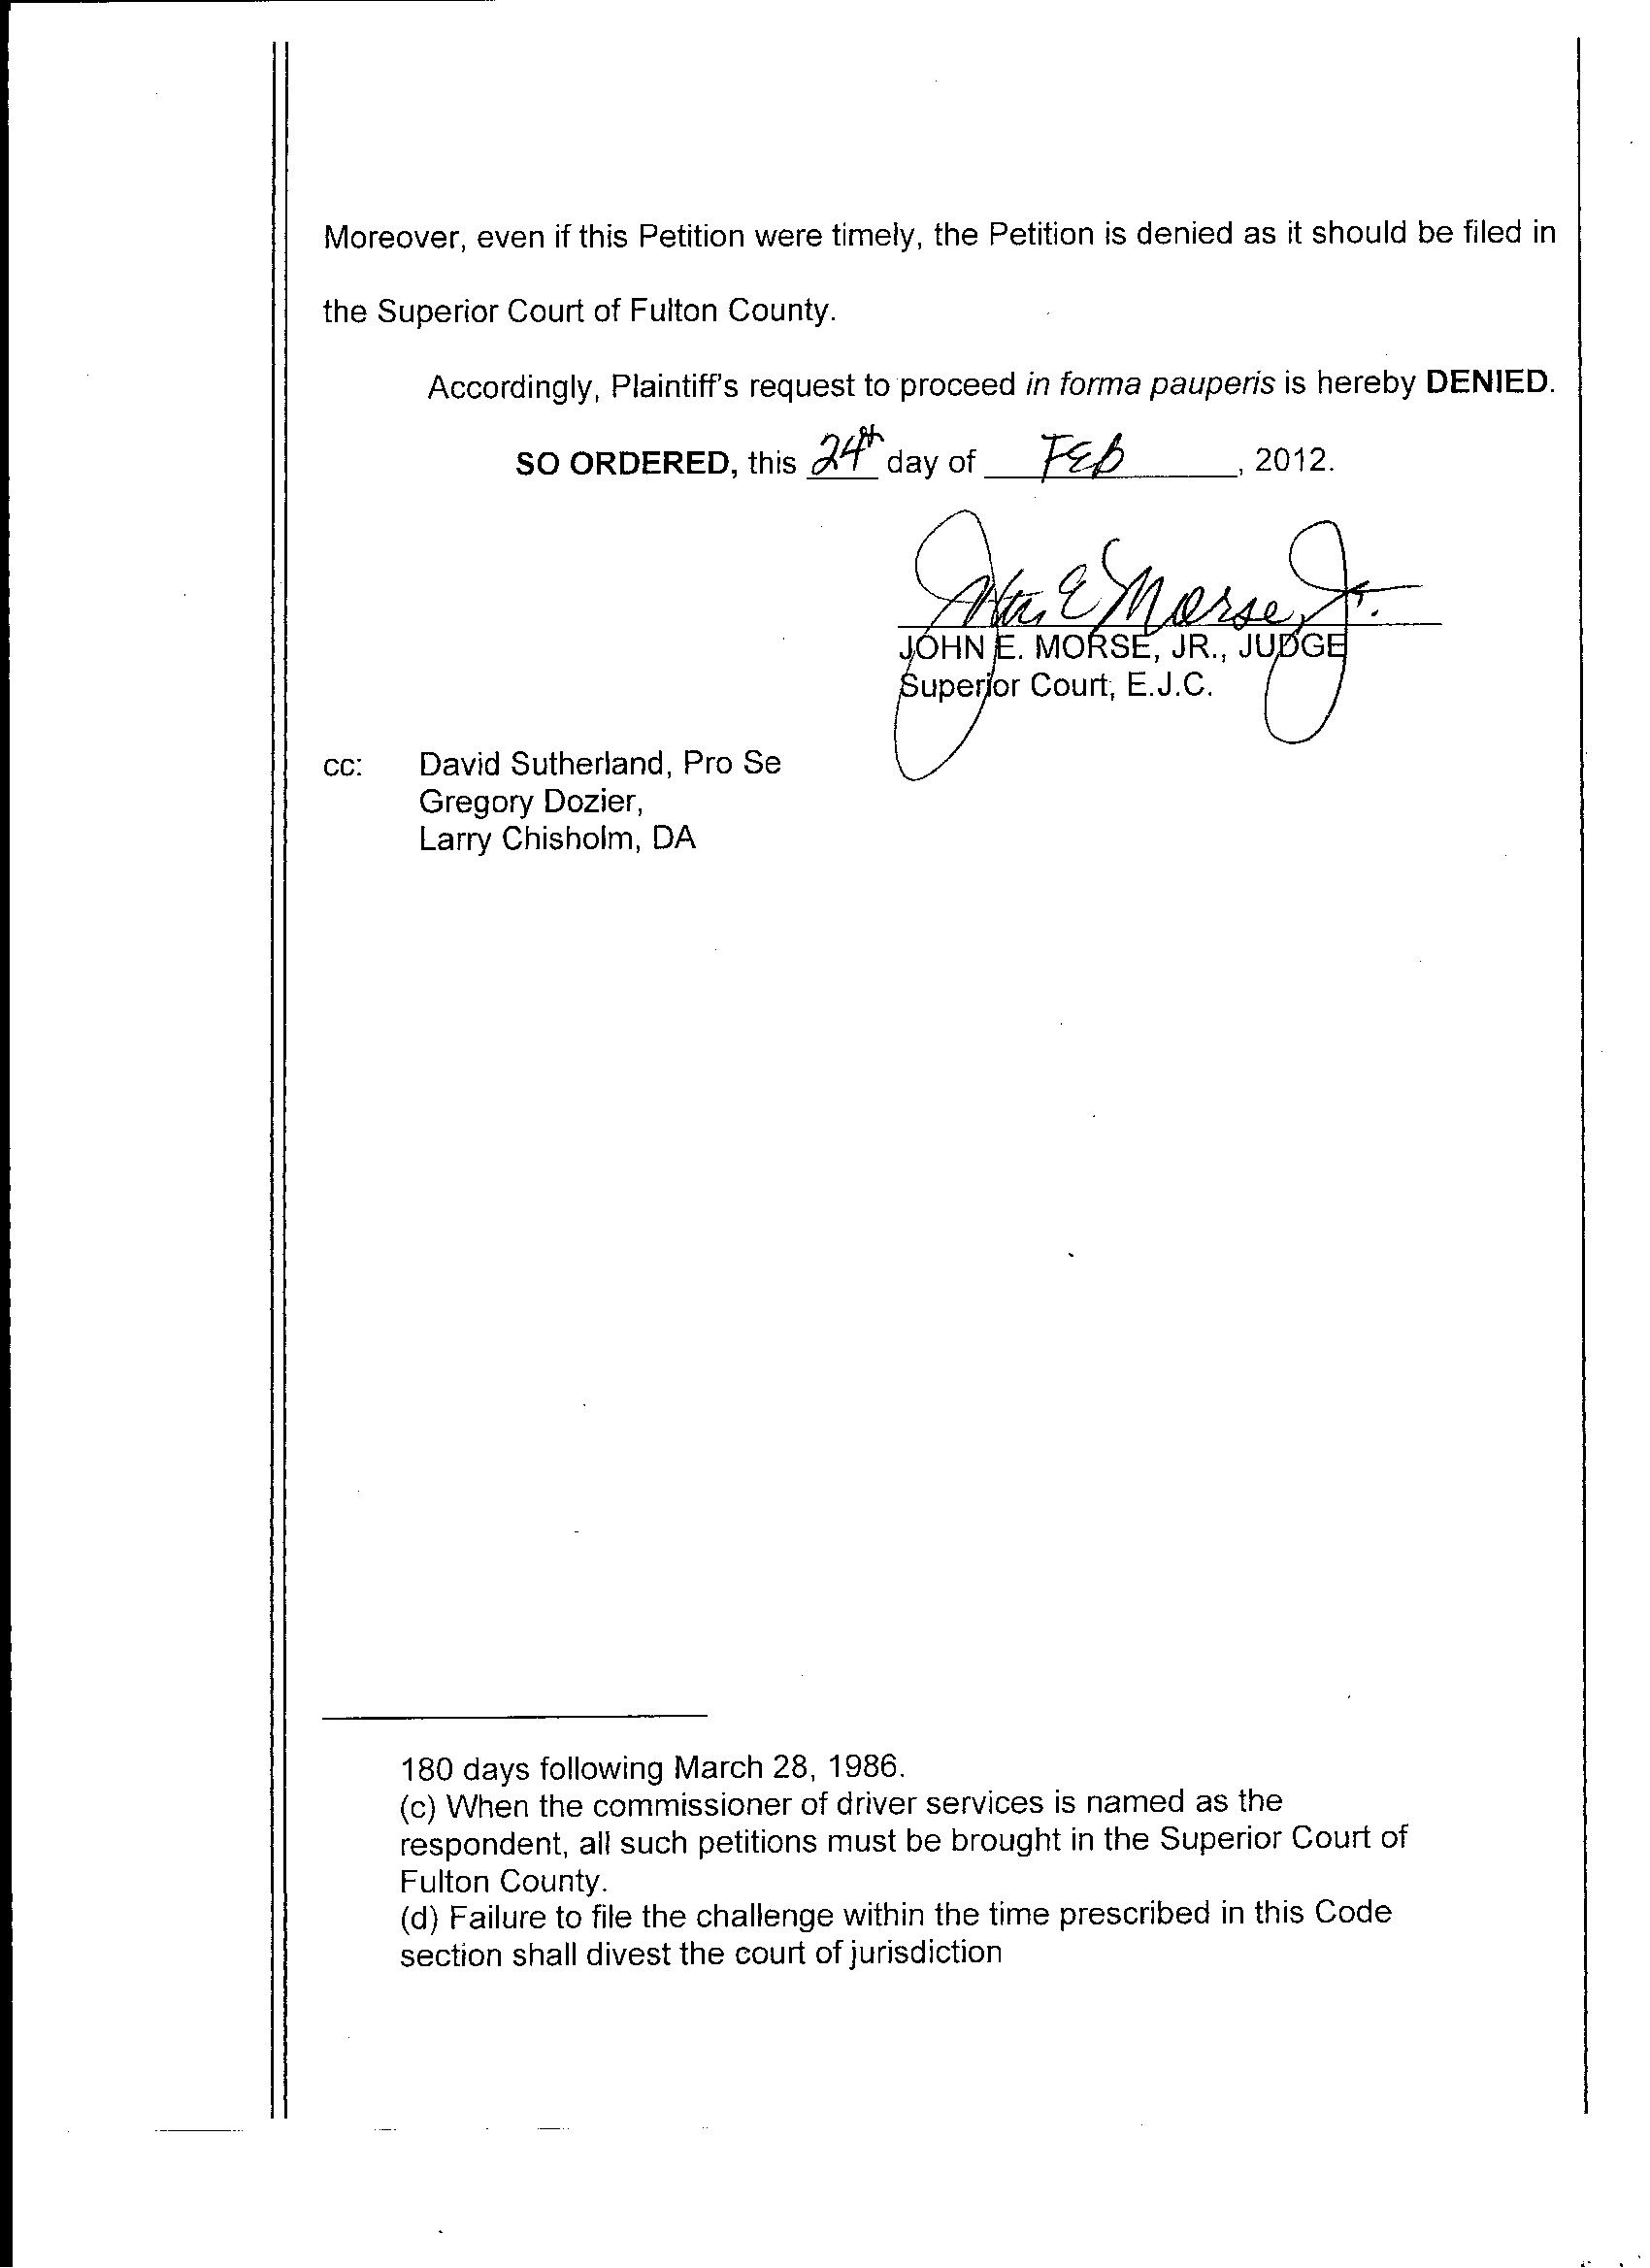 Moreover, even if this Petition were timely, the Petition is denied as it should be filed in
the Superior Court of Fulton County.
Accordingly, Plaintiff's request to proceed in forma pauperis is hereby DENIED.
SO ORDERED, this 24th day of FEB, 2012.
John E Morse, Jr.
JOHN E. MORSE, JR., JUDGE
Superior Court, E.J.C.
cc: David Sutherland, Pro Se
Gregory Dozier,
Larry Chisholm, DA
180 days following March 28, 1986.
(c) When the commissioner of driver services is named as the
respondent, all such petitions must be brought in the Superior Court of
Fulton County.
(d) Failure to file the challenge within the time prescribed in this Code
section shall divest the court of jurisdiction